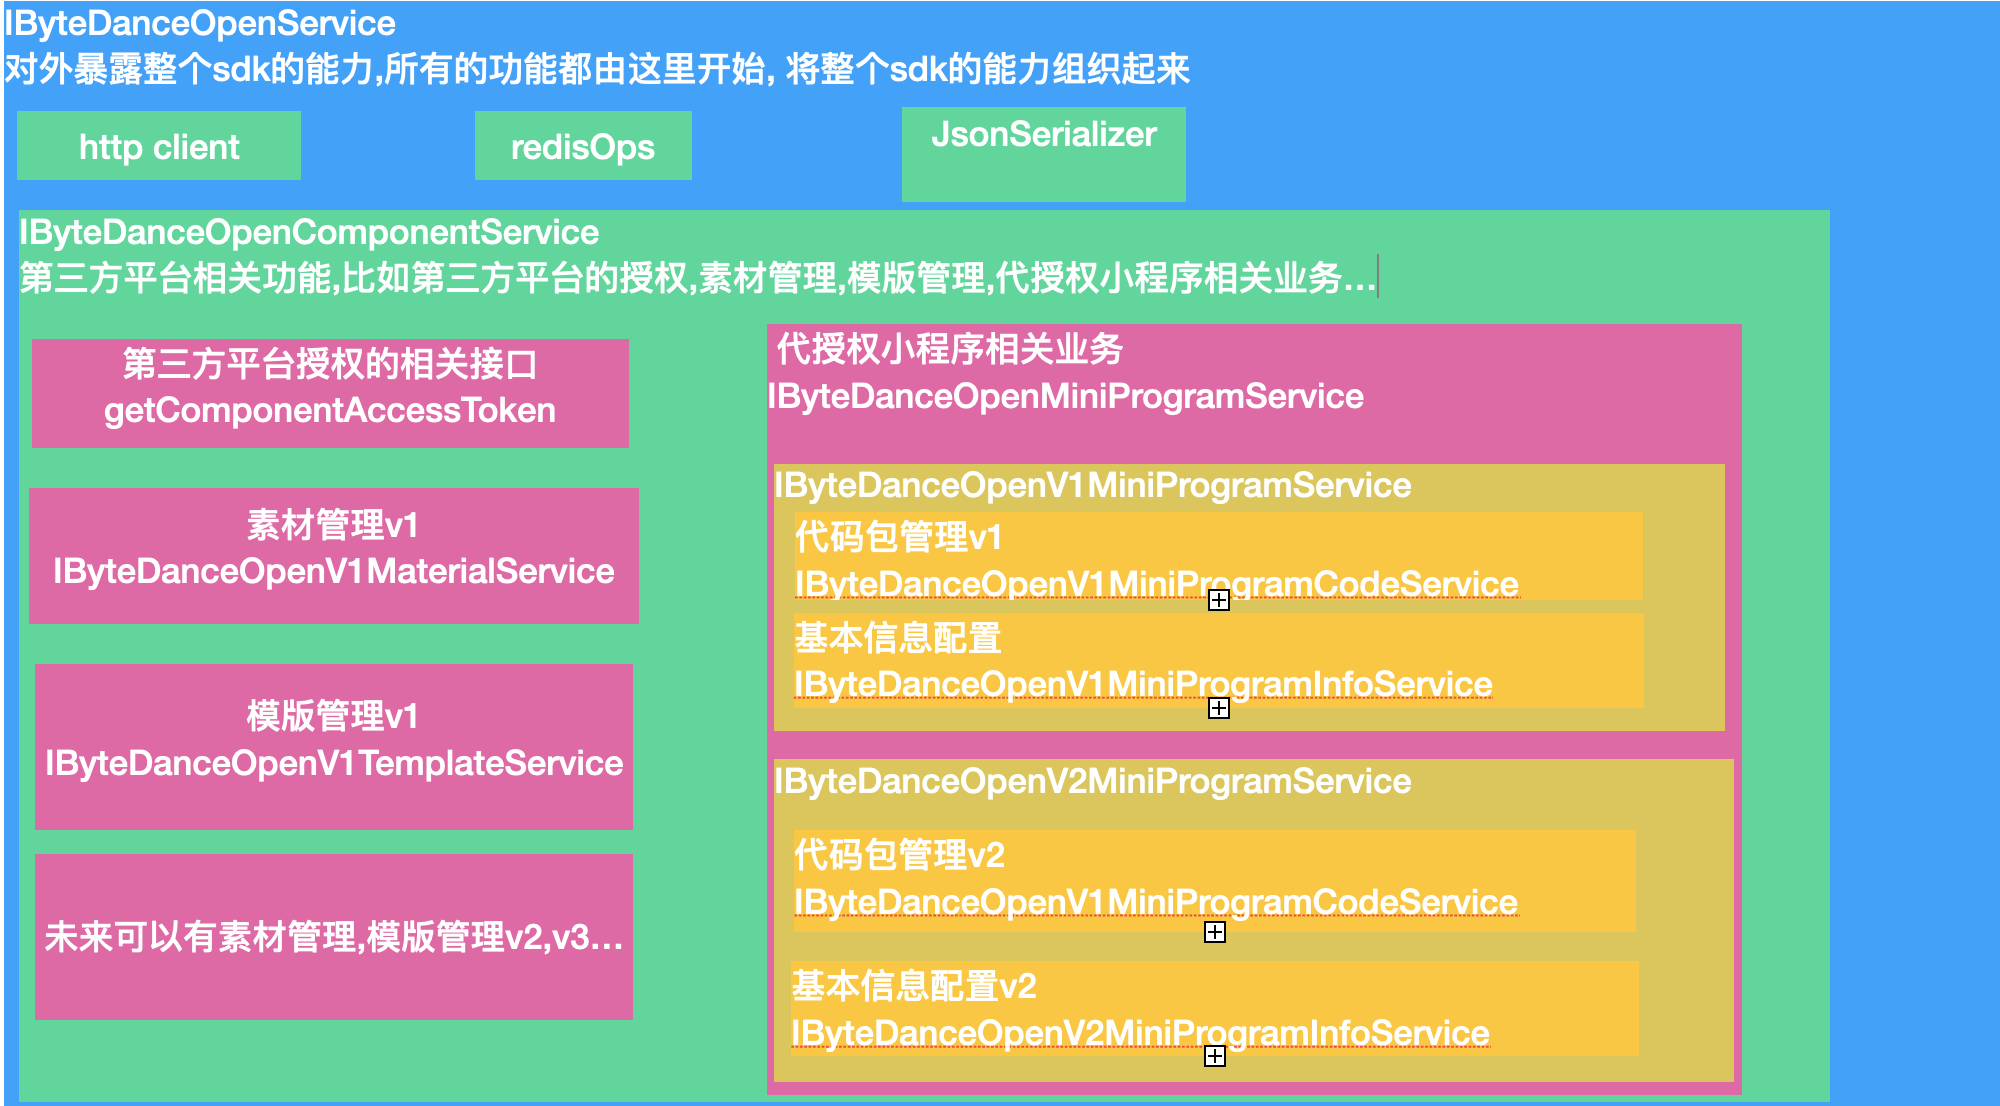 IByteDanceOpenService
对外暴露整个sdk的能力,所有的功能都由这里开始, 将整个sdk的能力组织起来
http client
redisOps
JsonSerializer
IByteDanceOpenComponentService
第三方平台相关功能,比如第三方平台的授权,素材管理,模版管理,代授权小程序相关业务...
第三方平台授权的相关接口
getComponentAccessToken
素材管理v1
IByteDanceOpenV1MaterialService
模版管理v1
IByteDanceOpenV1TemplateService
未来可以有素材管理,模版管理v2,v3...
代授权小程序相关业务
IByteDanceOpenMiniProgramService
IByteDanceOpenV1MiniProgramService
代码包管理v1
IByteDanceOpenV1MiniProgramCodeService
基本信息配置
IByteDanceOpenV1MiniProgramInfoService
IByteDanceOpenV2MiniProgramService
代码包管理v2
IByteDanceOpenV1MiniProgramCodeService
基本信息配置v2
IByteDanceOpenV2MiniProgramInfoService